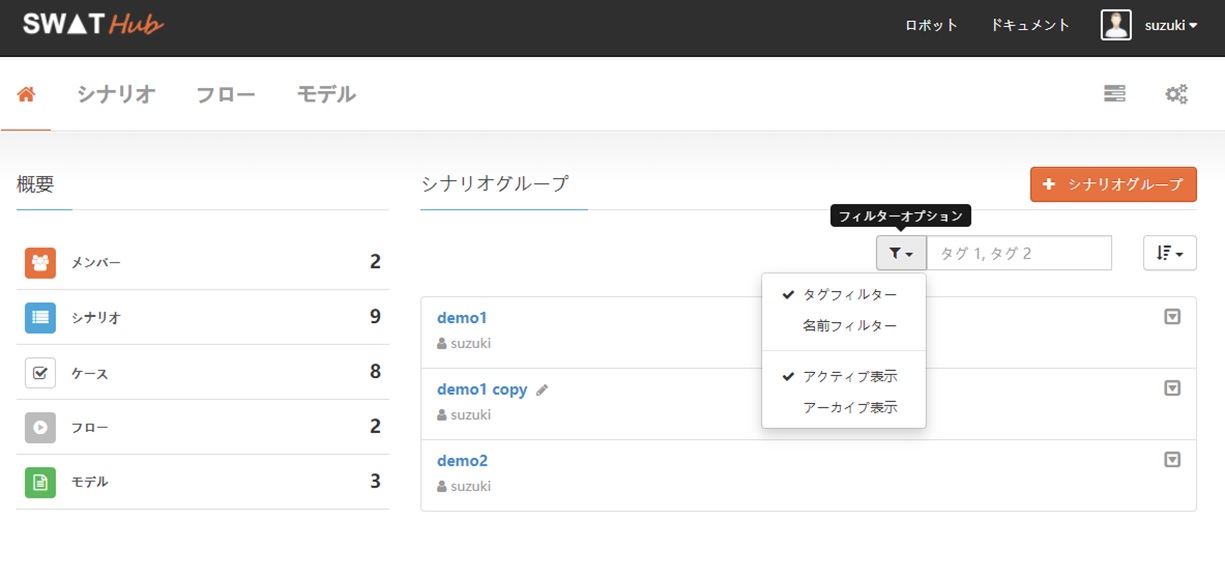 SWAT Hub
ロボット ドキュメント suzuki
シナリオ フロー モデル
概要
メンバー 2
シナリオ 9
ケース 8
フロー 2
モデル 3
シナリオグループ
シナリオグループ
フィルターオプション
タグ 1, タグ 2
タグフィルター
名前フィルター
アクティブ表示
アーカイブ表示
demo1
suzuki
demo1 copy
suzuki
demo2
suzuki